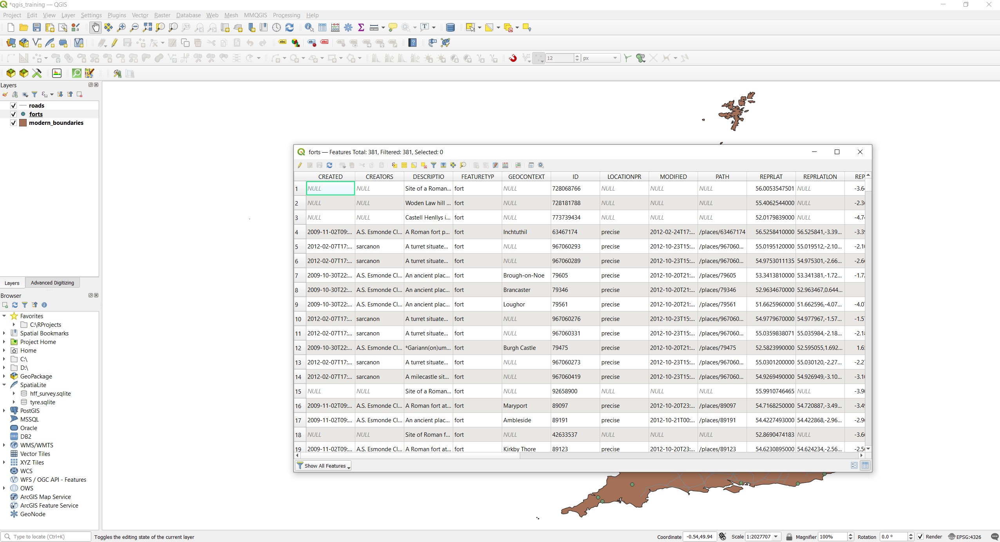 *qgis_training — QGIS
Project Edit View Layer Settings Plugins Vector Raster Database Web Mesh MMQGIS Processing Help
12 px
Layers
roads
forts
modern_boundaries
Layers Advanced Digitizing
Browser
Favorites
C:\RProjects
Spatial Bookmarks
Project Home
Home
C:\
D:\
GeoPackage
SpatiaLite
hff_survey.sqlite
tyre.sqlite
PostGIS
MSSQL
Oracle
DB2
WMS/WMTS
Vector Tiles
XYZ Tiles
WCS
WFS / OGC API - Features
OWS
ArcGIS Map Service
ArcGIS Feature Service
GeoNode
forts — Features Total: 381, Filtered: 381, Selected: 0
CREATED CREATORS DESCRIPTIO FEATURETYP GEOCONTEXT ID LOCATIONPR MODIFIED PATH REPRLAT REPRLATLON REP
1 NULL NULL Site of a Roman... fort NULL 728068766 NULL NULL NULL 56.0053547501 NULL -3.64
2 NULL NULL Woden Law hill ... fort NULL 728181788 NULL NULL NULL 55.4062544000 NULL -2.36
3 NULL NULL Castell Henllys i... fort NULL 773739434 NULL NULL NULL 52.0179839000 NULL -4.74
4 2009-11-02T09:... A.S. Esmonde Cl... A Roman fort p... fort Inchtuthil 63467174 precise 2012-02-24T17:... /places/63467174 56.5258410000 56.525841,-3.39... -3.39
5 2012-02-07T17:... sarcanon A turret situate... fort NULL 967060293 precise 2012-10-23T15:... /places/967060... 55.0195120000 55.019512,-2.10... -2.10
6 2012-02-07T17:... sarcanon A turret situate... fort NULL 967060289 precise 2012-10-23T15:... /places/967060... 54.9753011135 54.975301,-2.66... -2.66
7 2009-10-30T22:... A.S. Esmonde Cl... An ancient plac... fort Brough-on-Noe 79605 precise 2012-10-20T21:... /places/79605 53.3413810000 53.341381,-1.72... -1.72
8 2009-10-30T22:... A.S. Esmonde Cl... An ancient plac... fort Brancaster 79346 precise 2012-10-20T21:... /places/79346 52.9634670000 52.963467,0.644...
9 2009-10-30T22:... A.S. Esmonde Cl... An ancient plac... fort Loughor 79561 precise 2012-10-20T21:... /places/79561 51.6625960000 51.662596,-4.07... -4.07
10 2012-02-07T17:... sarcanon A turret situate... fort NULL 967060276 precise 2012-10-23T15:... /places/967060... 54.9779670000 54.977967,-1.57... -1.57
11 2012-02-07T17:... sarcanon A turret situate... fort NULL 967060331 precise 2012-10-23T15:... /places/967060... 55.0359838071 55.035984,-2.18... -2.18
12 2009-10-30T22:... A.S. Esmonde Cl... *Gariann(on)um... fort Burgh Castle 79475 precise 2012-10-20T21:... /places/79475 52.5823990000 52.595055,1.692... 1.65
13 2012-02-07T17:... sarcanon A turret situate... fort NULL 967060273 precise 2012-10-23T15:... /places/967060... 55.0301200000 55.030120,-2.27... -2.27
14 2012-02-07T17:... sarcanon A milecastle sit... fort NULL 967060419 precise 2012-10-23T15:... /places/967060... 54.9269490000 54.926949,-3.10... -3.10
15 NULL NULL Site of a Roman... fort NULL 92658900 NULL NULL NULL 55.9910746465 NULL -3.90
16 2009-11-02T09:... A.S. Esmonde Cl... A Roman fort at... fort Maryport 89097 precise 2012-10-20T23:... /places/89097 54.7168250000 54.720887,-3.49... -3.49
17 2009-11-02T09:... A.S. Esmonde Cl... An ancient plac... fort Ambleside 89191 precise 2012-10-21T00:... /places/89191 54.4227493000 54.422868,-2.96... -2.96
18 NULL NULL Site of Roman f... fort NULL 42633537 NULL NULL NULL 52.8690474183 NULL -3.66
19 2009-11-02T09:... A.S. Esmonde Cl... A Roman fort at... fort Kirkby Thore 89123 precise 2012-10-20T23:... /places/89123 54.6230895000 54.624234,-2.56... -2.56
Show All Features
Type to locate (Ctrl+K) Toggles the editing state of the current layer Coordinate -0.54,49.94 Scale 1:2027707 Magnifier 100% Rotation 0.0 ° Render EPSG:4326